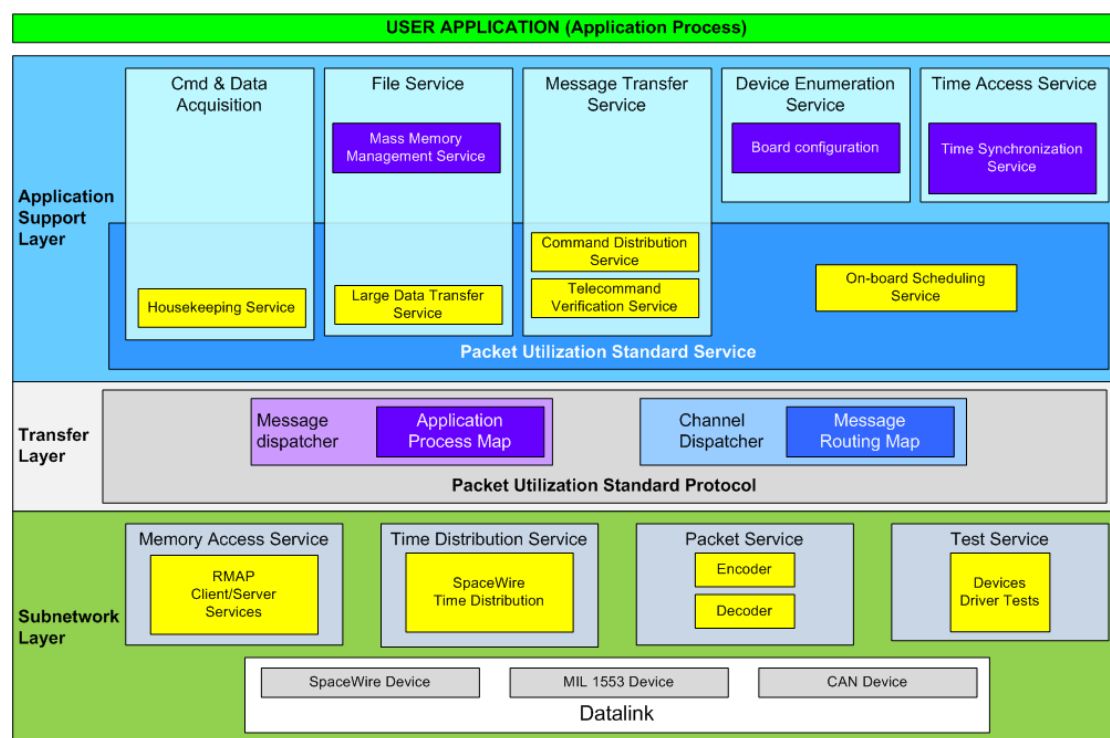 USER APPLICATION (Application Process)
Cmd & Data
Acquisition
File Service
Message Transfer
Service
Device Enumeration
Service
Time Access Service
Mass Memory
Management Service
Board configuration
Time Synchronization
Service
Application
Support
Layer
Command Distribution
Service
Telecommand
Verification Service
On-board Scheduling
Service
Housekeeping Service
Large Data Transfer
Service
Packet Utilization Standard Service
Transfer
Layer
Message
dispatcher
Application
Process Map
Channel
Dispatcher
Message
Routing Map
Packet Utilization Standard Protocol
Subnetwork
Layer
Memory Access Service
RMAP
Client/Server
Services
Time Distribution Service
SpaceWire
Time Distribution
Packet Service
Encoder
Decoder
Test Service
Devices
Driver Tests
SpaceWire Device
MIL 1553 Device
CAN Device
Datalink